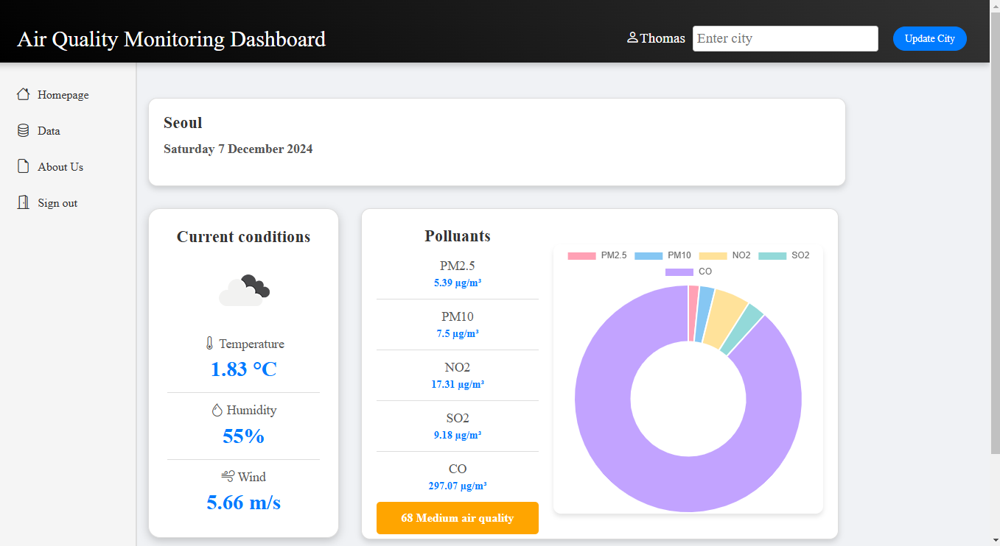 Air Quality Monitoring Dashboard
Thomas
Enter city
Update City
Homepage
Data
About Us
Sign out
Seoul
Saturday 7 December 2024
Current conditions
Temperature
1.83 °C
Humidity
55%
Wind
5.66 m/s
Polluants
PM2.5
5.39 µg/m³
PM10
7.5 µg/m³
NO2
17.31 µg/m³
SO2
9.18 µg/m³
CO
297.07 µg/m³
68 Medium air quality
PM2.5 PM10 NO2 SO2
CO